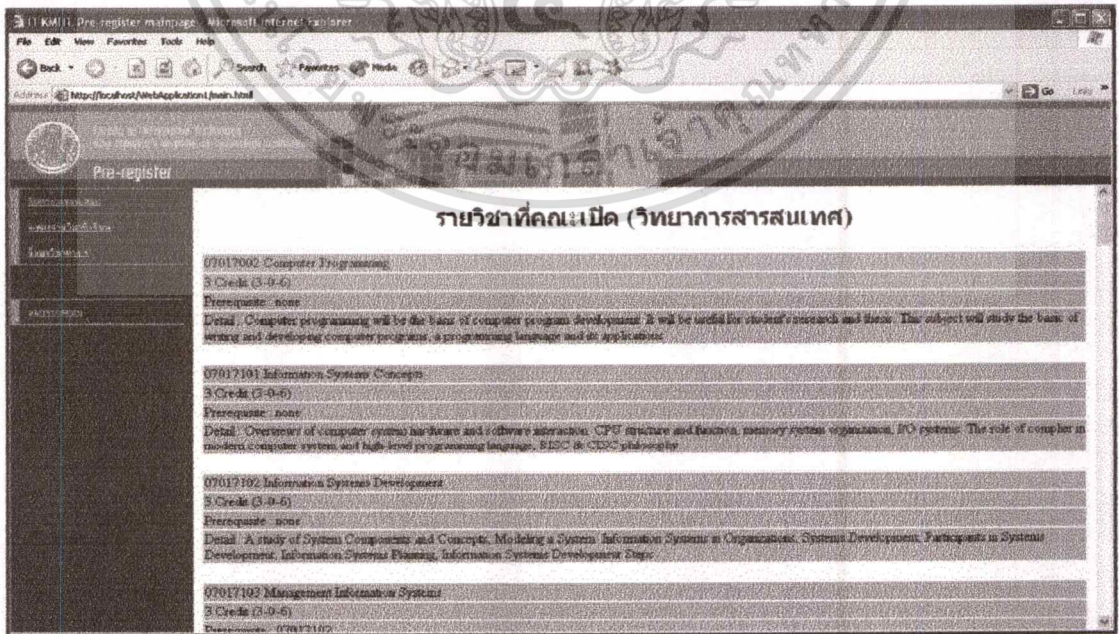 IT KMITL Pre-register mainpage - Microsoft Internet Explorer
File Edit View Favorites Tools Help
Back Search Favorites Media
Address http://localhost/WebApplication1/main.html Go Links
Pre-register
รายวิชาที่คณะเปิด (วิทยาการสารสนเทศ)
07017002 Computer Programming
3 Credit (3-0-6)
Prerequisite : none
Detail : Computer programming will be the basis of computer program development. It will be useful for student's research and thesis. This subject will study the basic of
writing and developing computer programs, a programming language and its applications
07017101 Information Systems Concepts
3 Credit (3-0-6)
Prerequisite : none
Detail : Overviews of computer system hardware and software interaction, CPU structure and function, memory system organization, I/O systems. The role of compiler in
modern computer system and high-level programming language, RISC & CISC philosophy
07017102 Information Systems Development
3 Credit (3-0-6)
Prerequisite : none
Detail : A study of System Components and Concepts, Modeling a System, Information Systems in Organizations, Systems Development, Participants in Systems
Development, Information Systems Planning, Information Systems Development Steps
07017103 Management Information Systems
3 Credit (3-0-6)
Prerequisite : 07017102